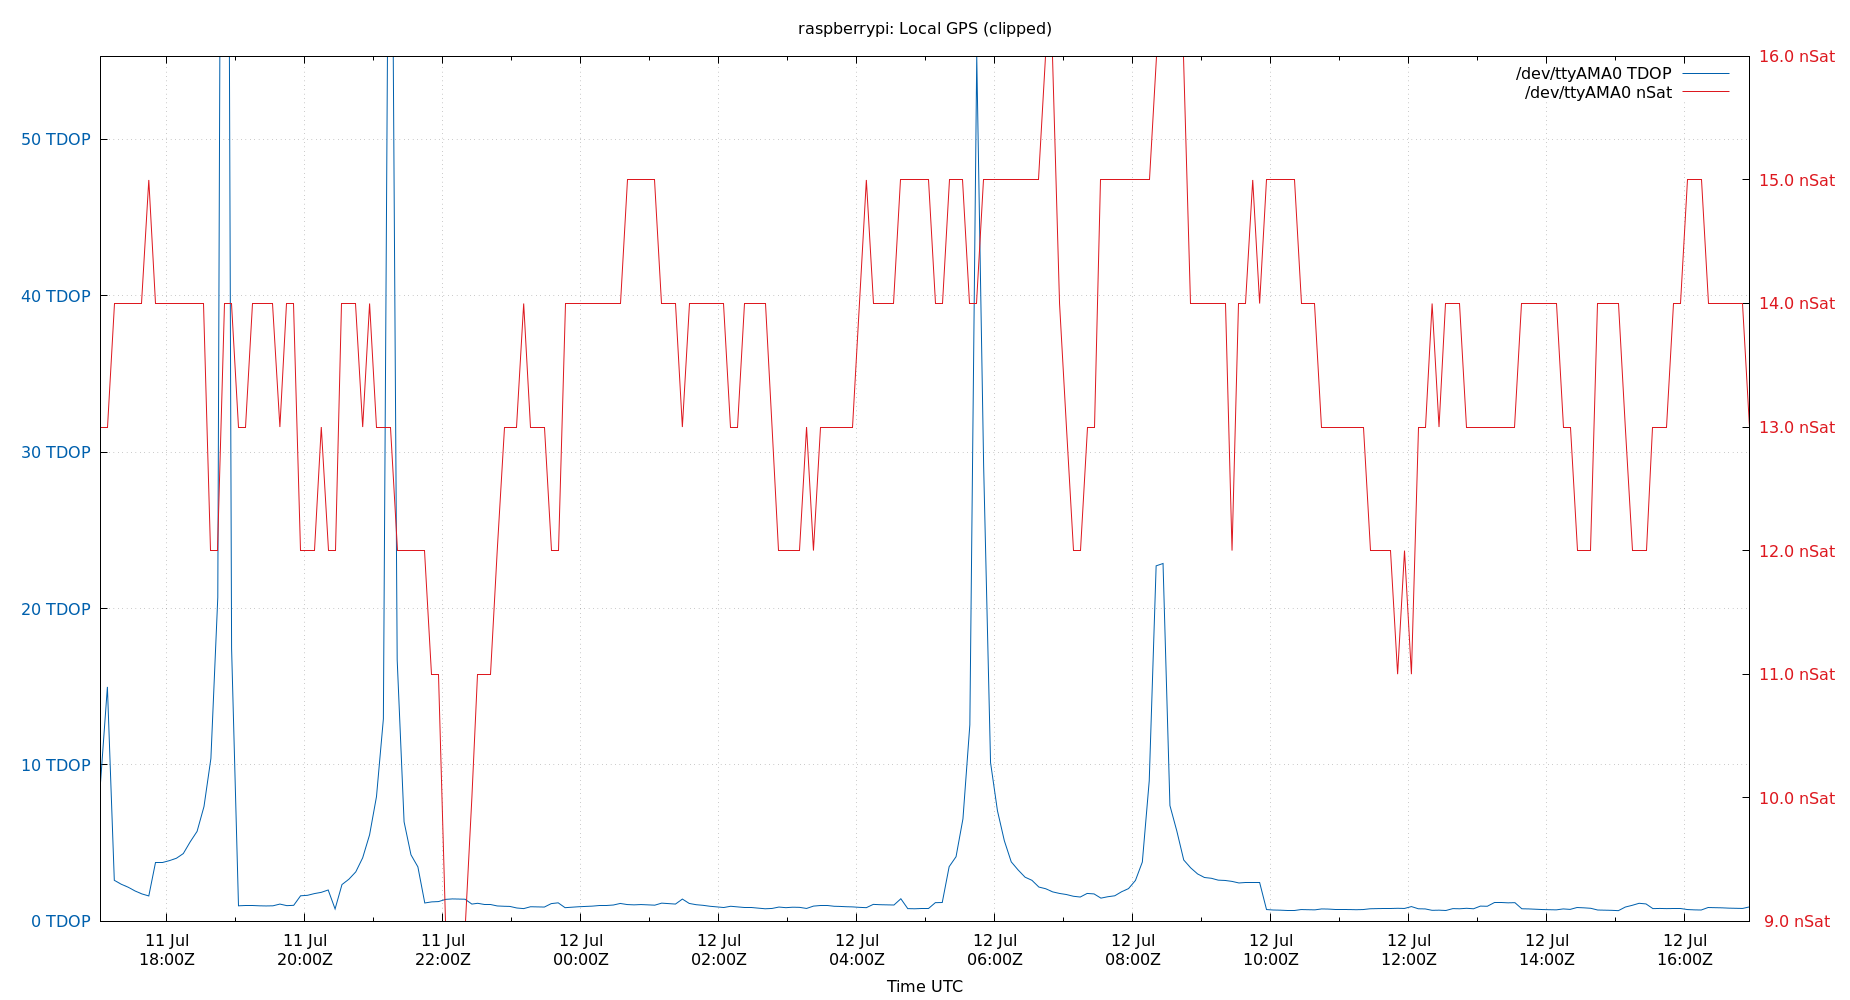 raspberrypi: Local GPS (clipped)
/dev/ttyAMA0 TDOP
/dev/ttyAMA0 nSat
50 TDOP
40 TDOP
30 TDOP
20 TDOP
10 TDOP
0 TDOP
16.0 nSat
15.0 nSat
14.0 nSat
13.0 nSat
12.0 nSat
11.0 nSat
10.0 nSat
9.0 nSat
11 Jul 11 Jul 11 Jul 12 Jul 12 Jul 12 Jul 12 Jul 12 Jul 12 Jul 12 Jul 12 Jul 12 Jul
18:00Z 20:00Z 22:00Z 00:00Z 02:00Z 04:00Z 06:00Z 08:00Z 10:00Z 12:00Z 14:00Z 16:00Z
Time UTC